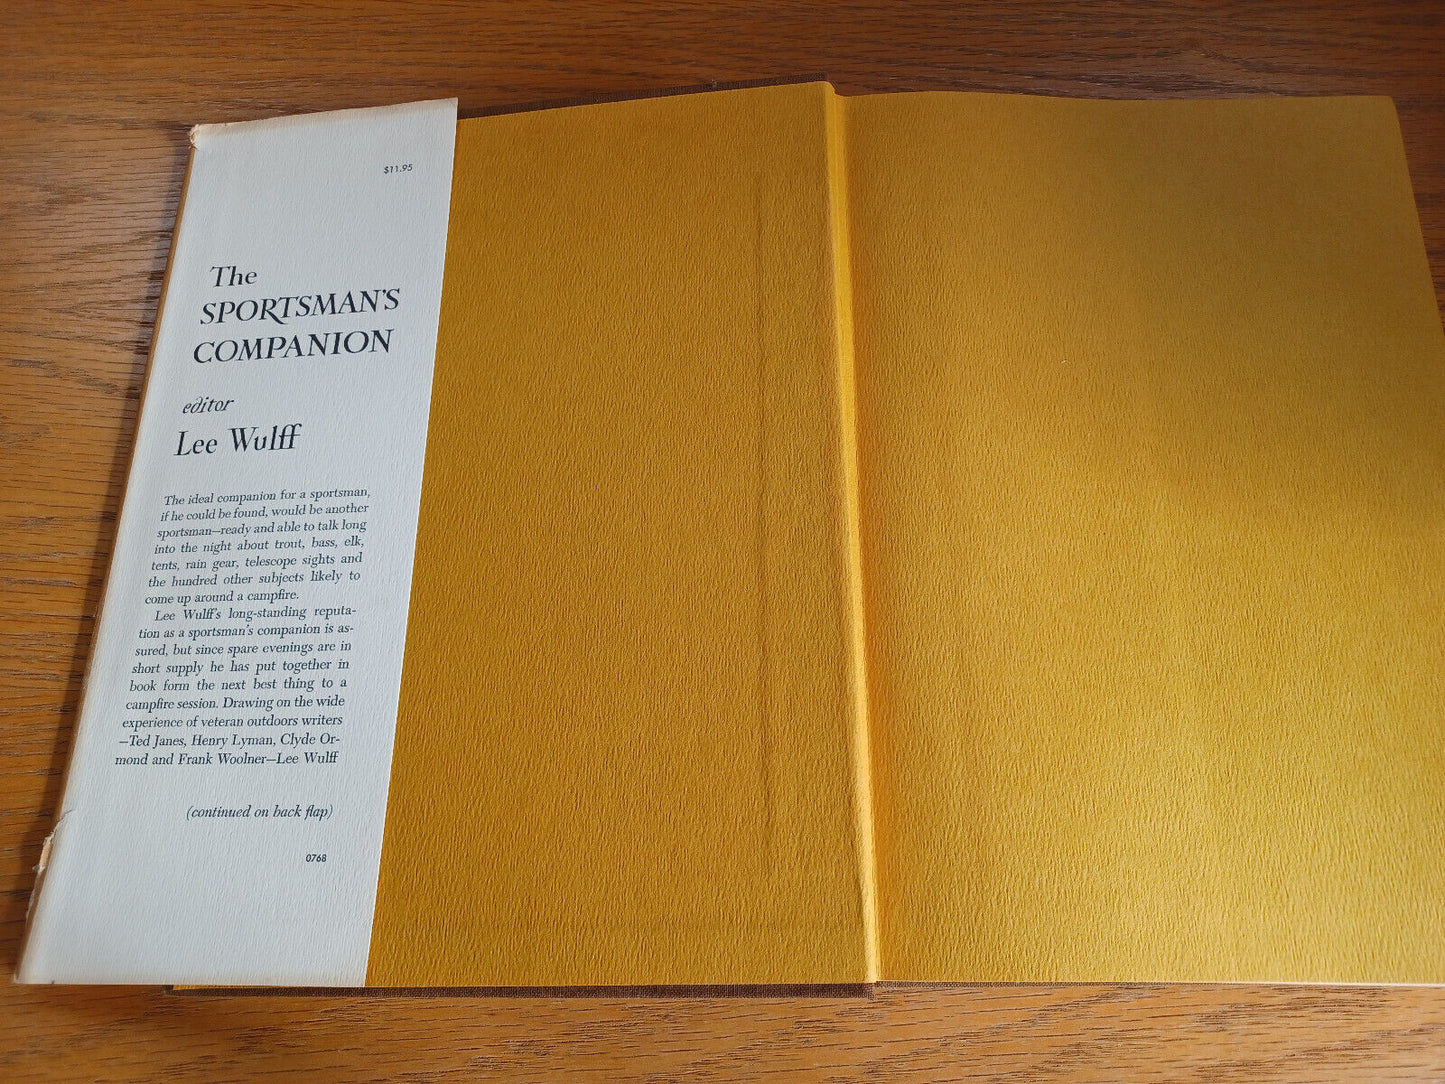 $11.95
The
SPORTSMAN'S
COMPANION
editor
Lee Wulff
The ideal companion for a sportsman,
if he could be found, would be another
sportsman—ready and able to talk long
into the night about trout, bass, elk,
tents, rain gear, telescope sights and
the hundred other subjects likely to
come up around a campfire.
Lee Wulff's long-standing reputa-
tion as a sportsman's companion is as-
sured, but since spare evenings are in
short supply he has put together in
book form the next best thing to a
campfire session. Drawing on the wide
experience of veteran outdoors writers
—Ted Janes, Henry Lyman, Clyde Or-
mond and Frank Woolner—Lee Wulff
(continued on back flap)
0768